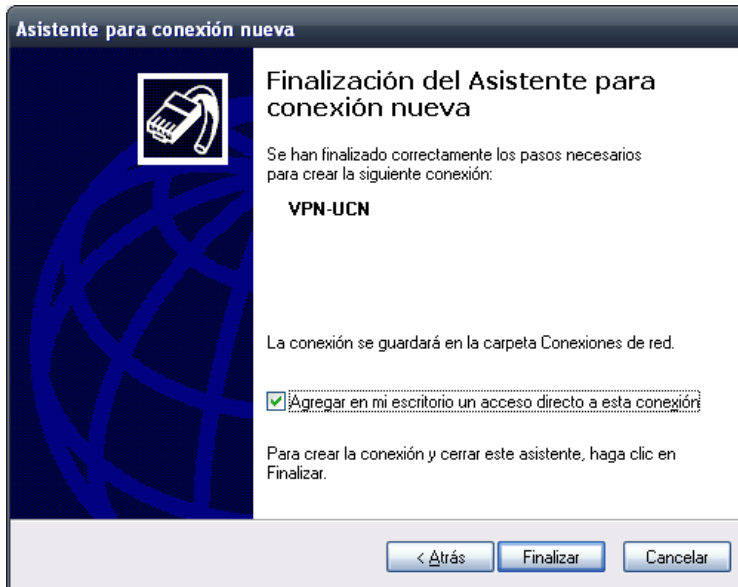 Asistente para conexión nueva
Finalización del Asistente para
conexión nueva
Se han finalizado correctamente los pasos necesarios
para crear la siguiente conexión:
VPN-UCN
La conexión se guardará en la carpeta Conexiones de red.
Agregar en mi escritorio un acceso directo a esta conexión
Para crear la conexión y cerrar este asistente, haga clic en
Finalizar.
< Atrás Finalizar Cancelar